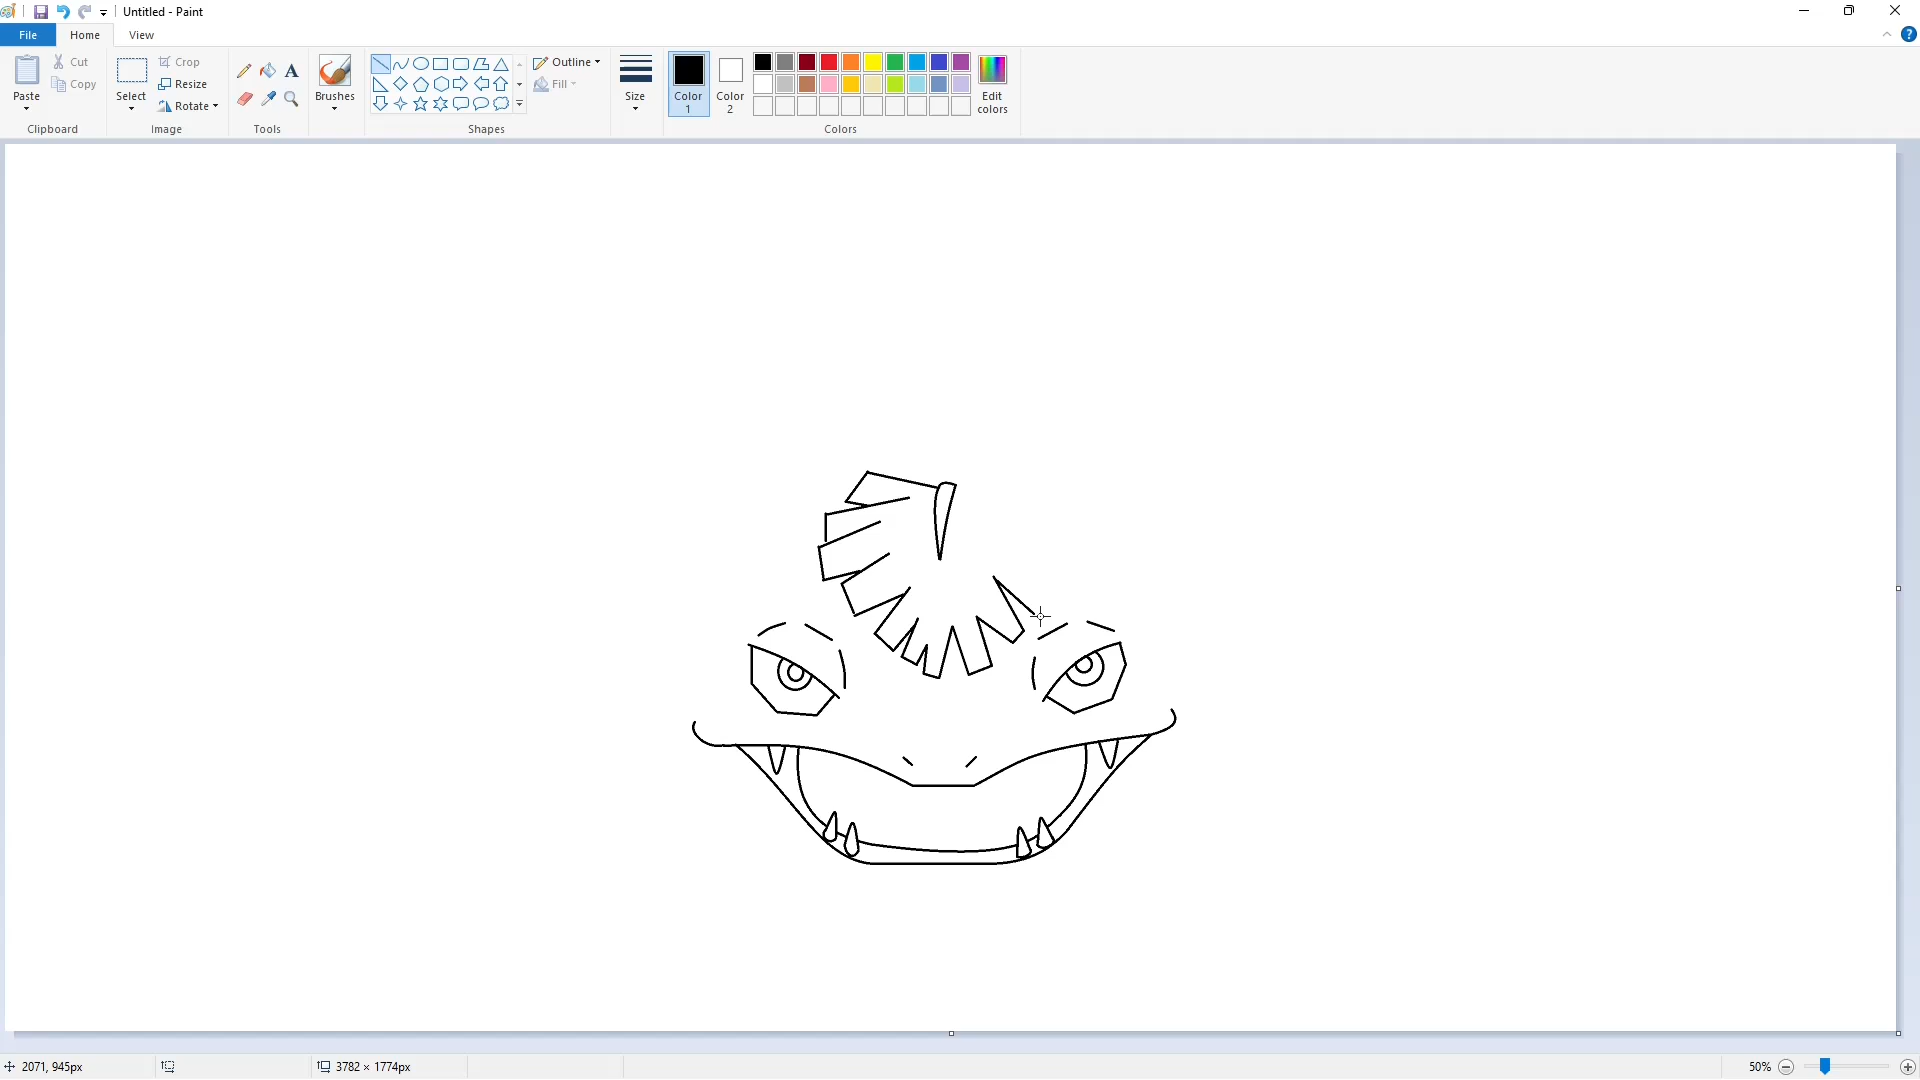 Untitled - Paint
File
Home
View
Paste
Cut
Copy
Clipboard
Select
Crop
Resize
Rotate
Image
Tools
Brushes
Shapes
Outline
Fill
Size
Color
1
Color
2
Edit
colors
Colors
2071, 945px
3782 × 1774px
50%